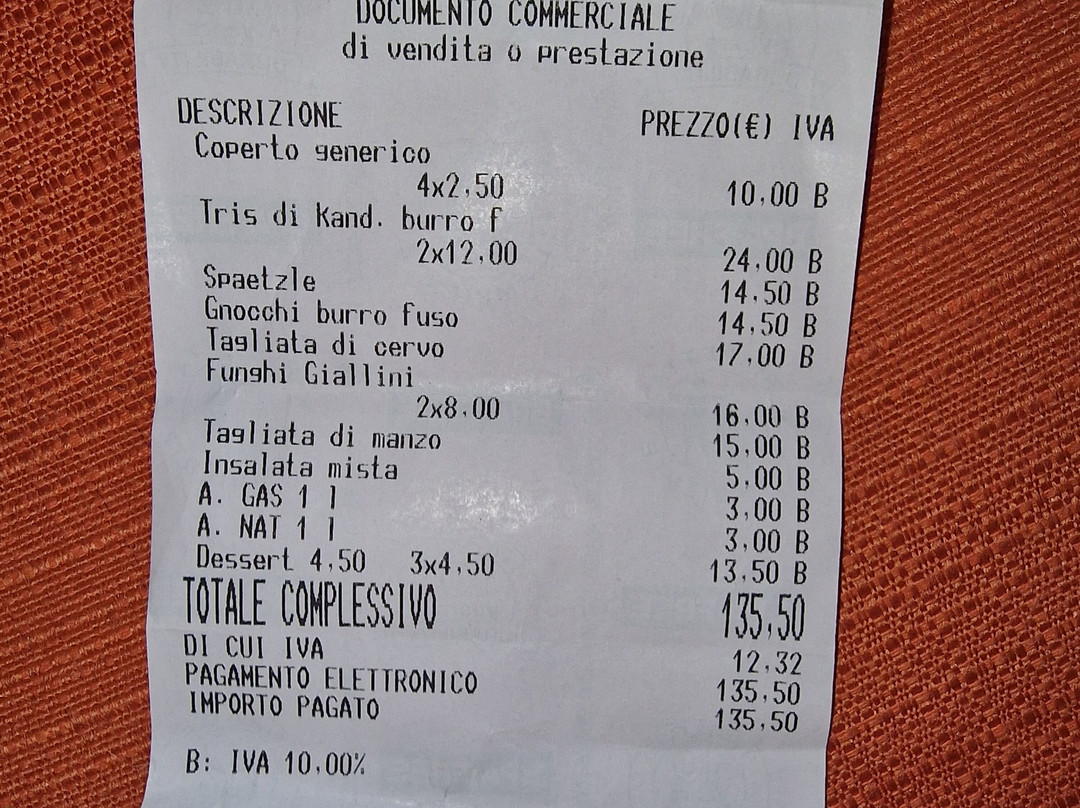 DOCUMENTO COMMERCIALE
di vendita o prestazione
DESCRIZIONE PREZZO(€) IVA
Coperto generico
4x2,50 10,00 B
Tris di Kand. burro f
2x12,00 24,00 B
Spaetzle 14,50 B
Gnocchi burro fuso 14,50 B
Tagliata di cervo 17,00 B
Funghi Giallini
2x8,00 16,00 B
Tagliata di manzo 15,00 B
Insalata mista 5,00 B
A. GAS 1 l 3,00 B
A. NAT 1 l 3,00 B
Dessert 4,50 3x4,50 13,50 B
TOTALE COMPLESSIVO 135,50
DI CUI IVA 12,32
PAGAMENTO ELETTRONICO 135,50
IMPORTO PAGATO 135,50
B: IVA 10,00%